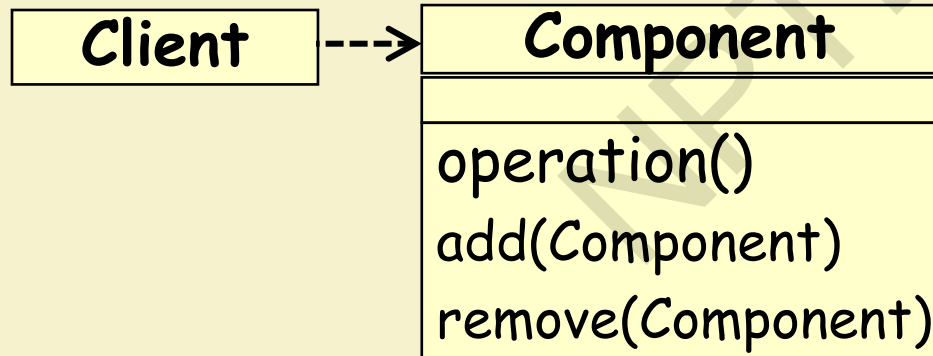 Client
Component
operation()
add(Component)
remove(Component)